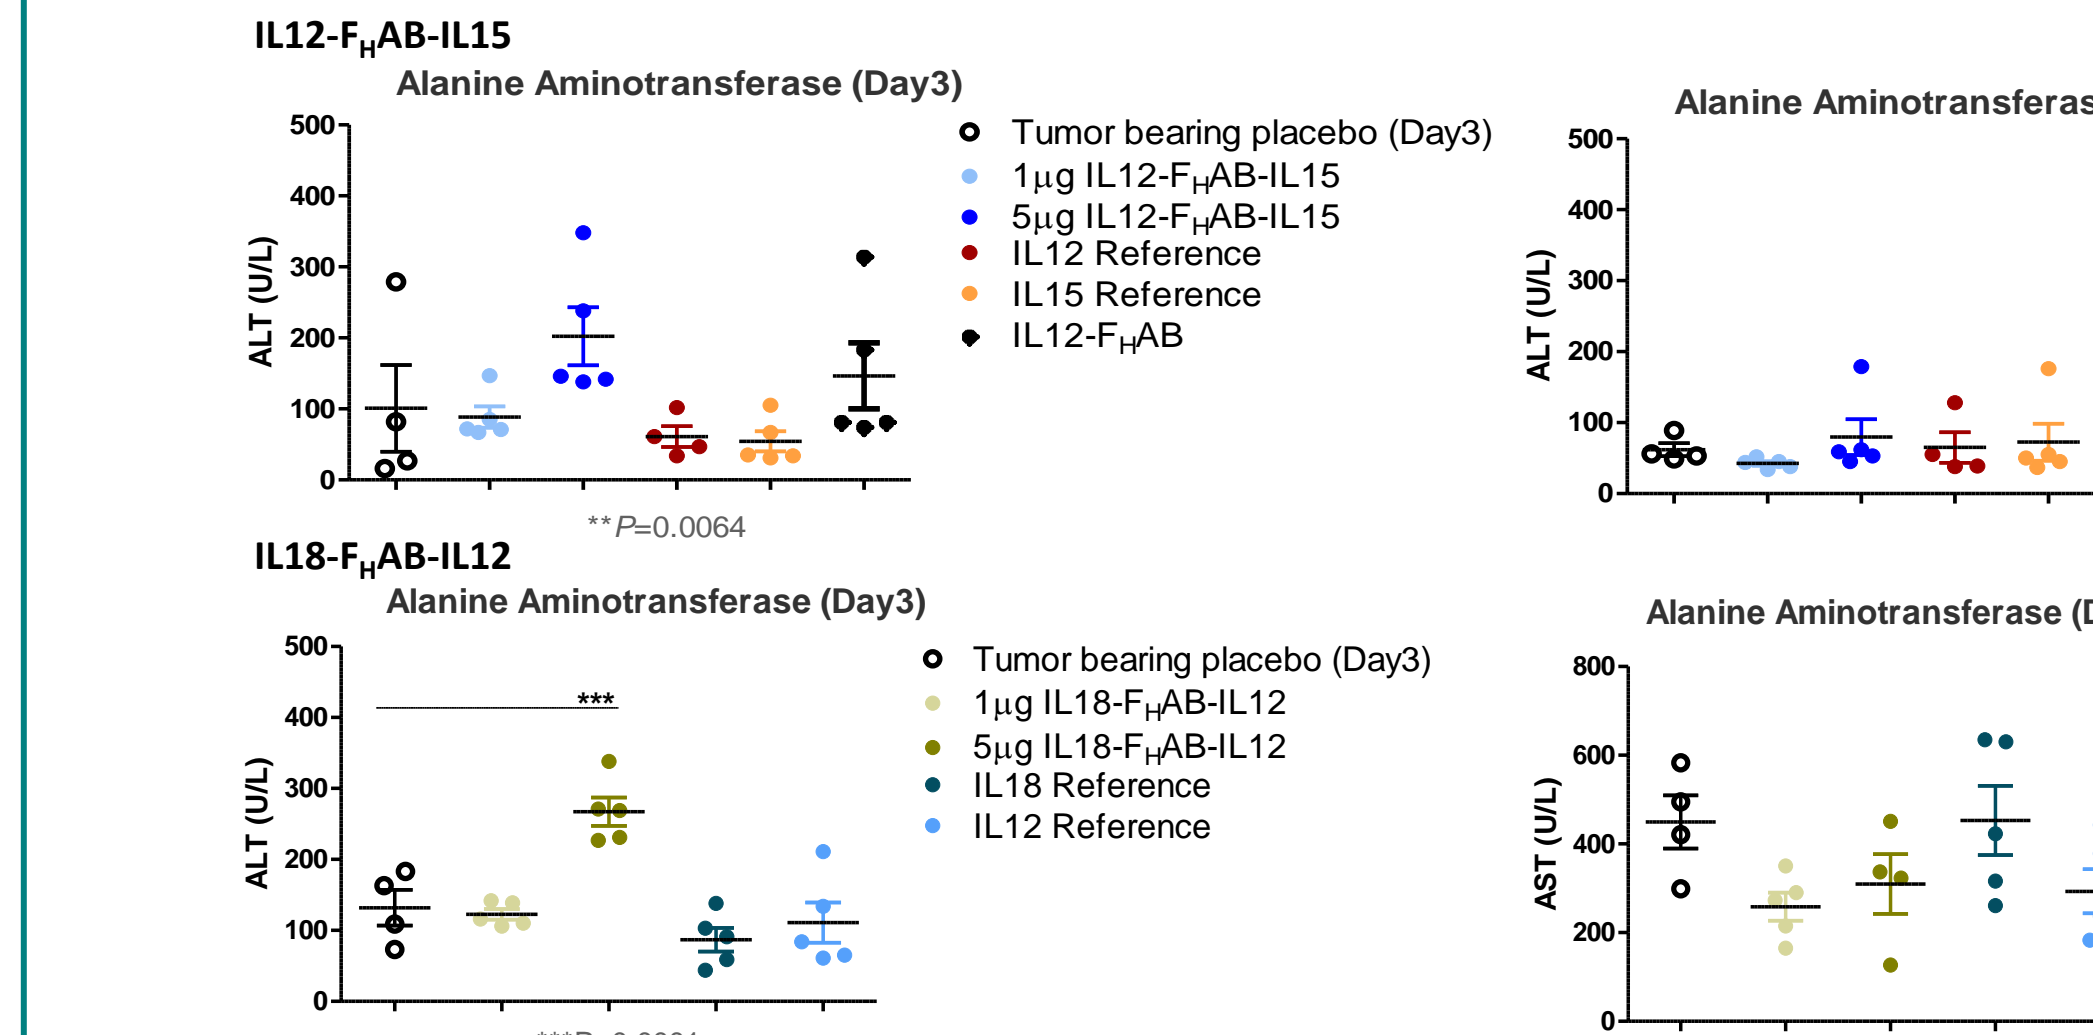 IL12-FHAB-IL15
Alanine Aminotransferase (Day3)
500
400
300
200
100
0
ALT (U/L)
Tumor bearing placebo (Day3)
1μg IL12-FHAB-IL15
5μg IL12-FHAB-IL15
IL12 Reference
IL15 Reference
IL12-FHAB
**P=0.0064
Alanine Aminotransferas
500
400
300
200
100
0
ALT (U/L)
IL18-FHAB-IL12
Alanine Aminotransferase (Day3)
500
400
300
200
100
0
ALT (U/L)
***
Tumor bearing placebo (Day3)
1μg IL18-FHAB-IL12
5μg IL18-FHAB-IL12
IL18 Reference
IL12 Reference
Alanine Aminotransferase (D
800
600
400
200
0
AST (U/L)